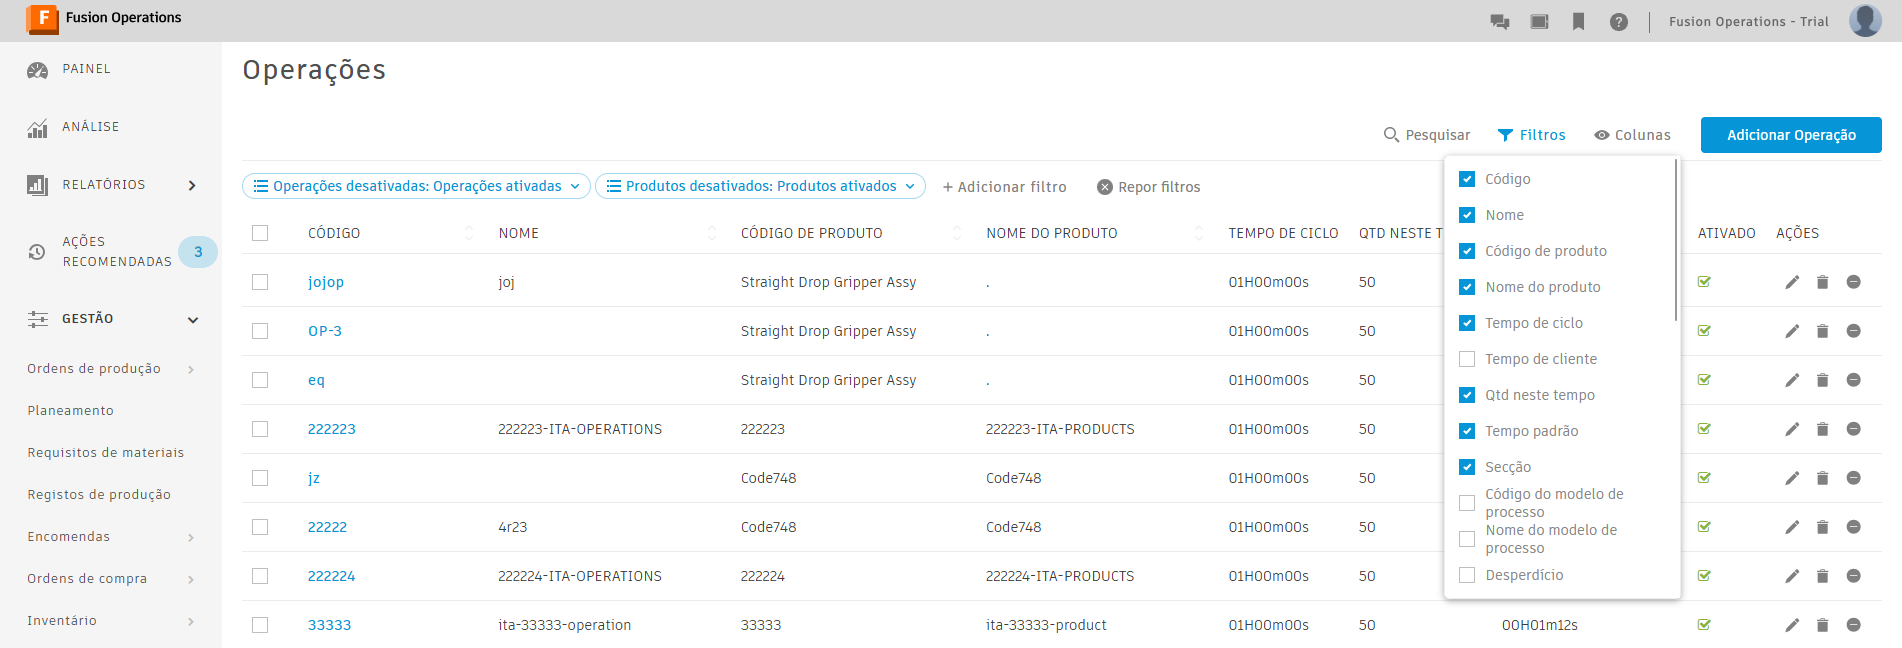 F Fusion Operations
? Fusion Operations - Trial
PAINEL
ANÁLISE
RELATÓRIOS
AÇÕES
RECOMENDADAS
3
GESTÃO
Ordens de produção
Planeamento
Requisitos de materiais
Registos de produção
Encomendas
Ordens de compra
Inventário
Operações
Pesquisar Filtros Colunas Adicionar Operação
Operações desativadas: Operações ativadas Produtos desativados: Produtos ativados + Adicionar filtro Repor filtros
CÓDIGO NOME CÓDIGO DE PRODUTO NOME DO PRODUTO TEMPO DE CICLO QTD NESTE T ATIVADO AÇÕES
jojop joj Straight Drop Gripper Assy . 01H00m00s 50
OP-3 Straight Drop Gripper Assy . 01H00m00s 50
eq Straight Drop Gripper Assy . 01H00m00s 50
222223 222223-ITA-OPERATIONS 222223 222223-ITA-PRODUCTS 01H00m00s 50
jz Code748 Code748 01H00m00s 50
22222 4r23 Code748 Code748 01H00m00s 50
222224 222224-ITA-OPERATIONS 222224 222224-ITA-PRODUCTS 01H00m00s 50
33333 ita-33333-operation 33333 ita-33333-product 01H00m00s 50 00H01m12s
Código
Nome
Código de produto
Nome do produto
Tempo de ciclo
Tempo de cliente
Qtd neste tempo
Tempo padrão
Secção
Código do modelo de
processo
Nome do modelo de
processo
Desperdício